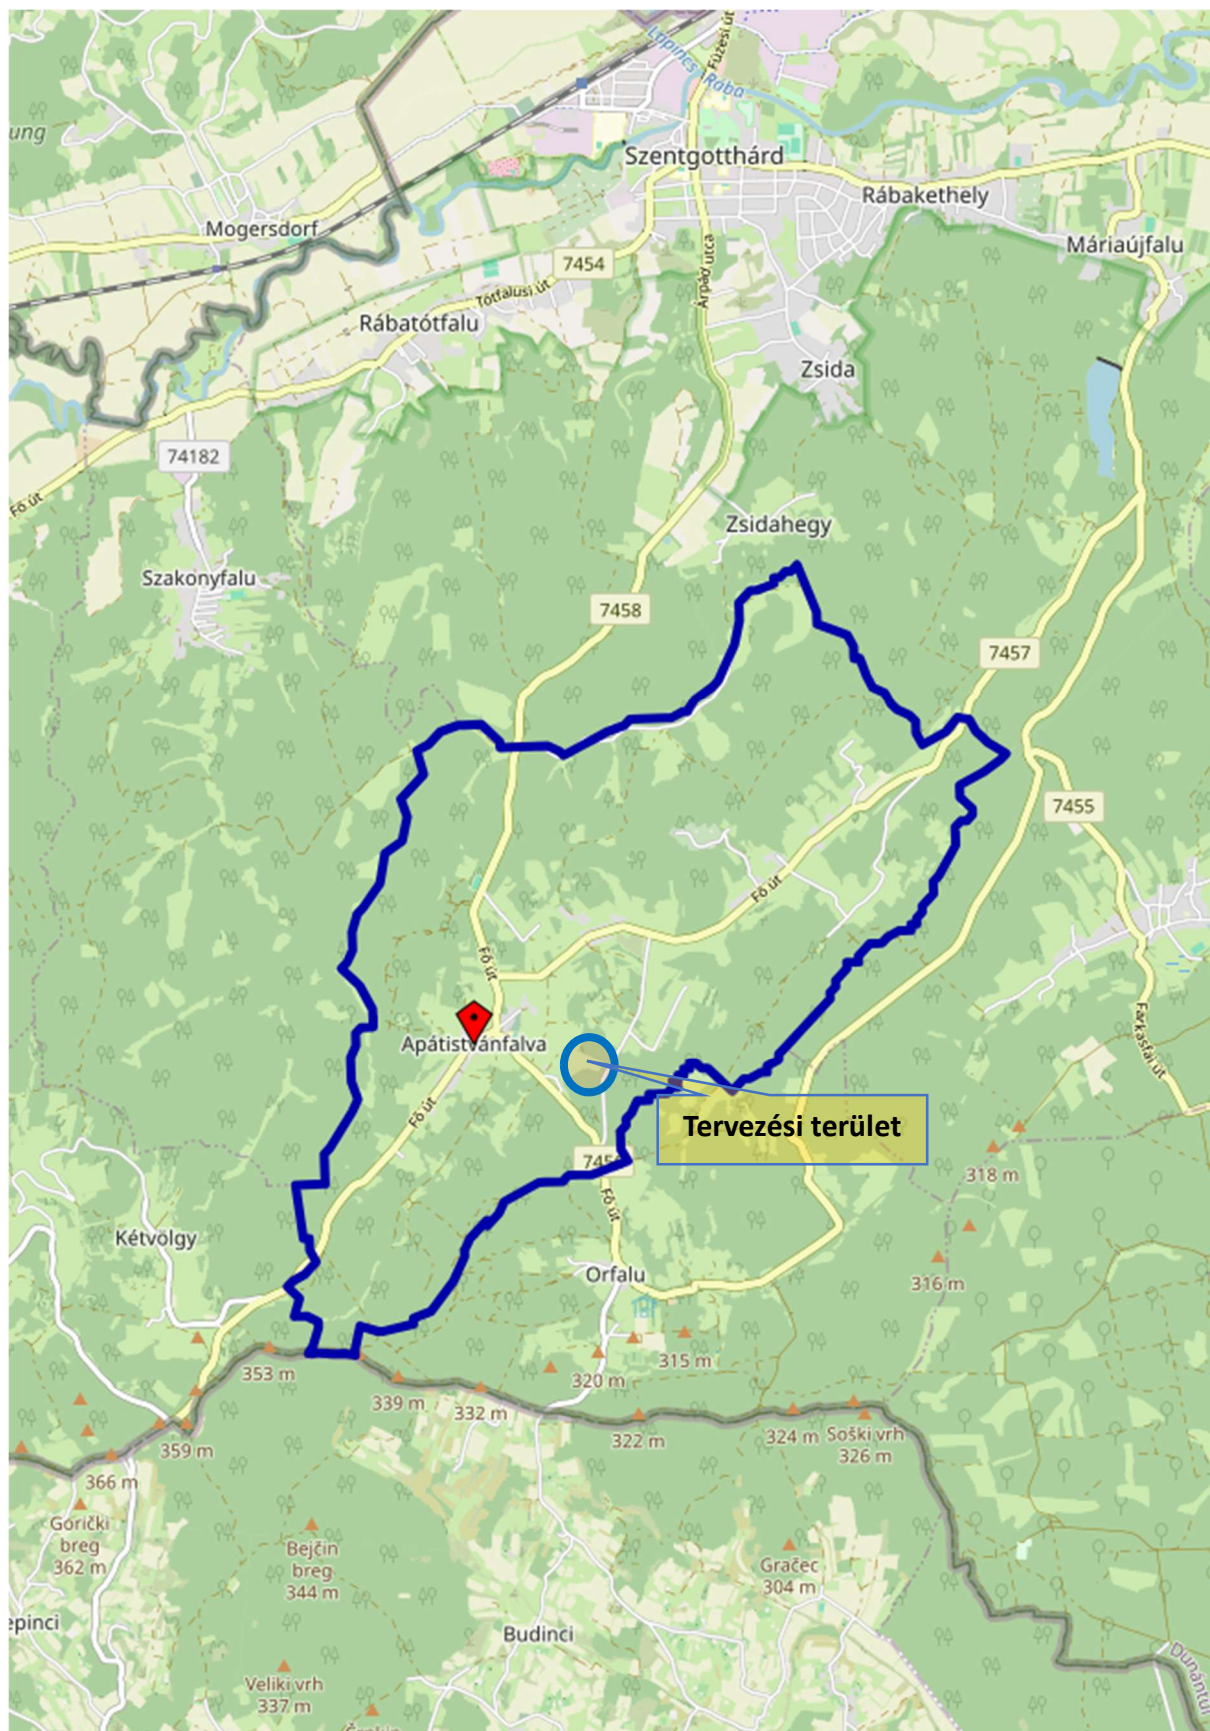 Füzesi út
Lapincs - Rába
Szentgotthárd
Rábakethely
Mogersdorf
Máriaújfalu
7454
Árpád utca
Tótfalusi út
Rábatótfalu
Zsida
74182
Fő út
Zsidahegy
Szakonyfalu
7458
7457
7455
Fő út
Fő út
Apátistvánfalva
Farkasfai út
Fő út
Tervezési terület
745
318 m
Fő út
Kétvölgy
Orfalu
316 m
315 m
353 m
320 m
339 m
332 m
322 m
324 m
Soški vrh
326 m
359 m
366 m
Gorički
breg
362 m
Bejčin
breg
344 m
Gračec
304 m
epinci
Budinci
Veliki vrh
337 m
Dunántúl